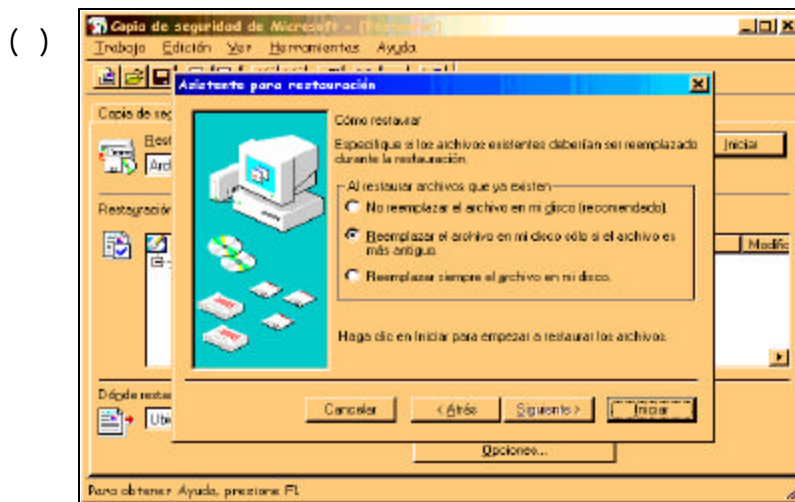 ( )
Copia de seguridad de Microsoft - [Restaurar]
Trabajo Edición Ver Herramientas Ayuda
Asistente para restauración
Copia de seg
Cómo restaurar
Especifique si los archivos existentes deberían ser reemplazado
durante la restauración.
Rest
Iniciar
Arc
Al restaurar archivos que ya existen
No reemplazar el archivo en mi disco (recomendado).
Restauración
Reemplazar el archivo en mi disco sólo si el archivo es
más antiguo.
Modific
Reemplazar siempre el archivo en mi disco.
Haga clic en Iniciar para empezar a restaurar los archivos.
Dónde restau
Ubi
Cancelar < Atrás Siguiente > Iniciar
Opciones...
Para obtener Ayuda, presione F1